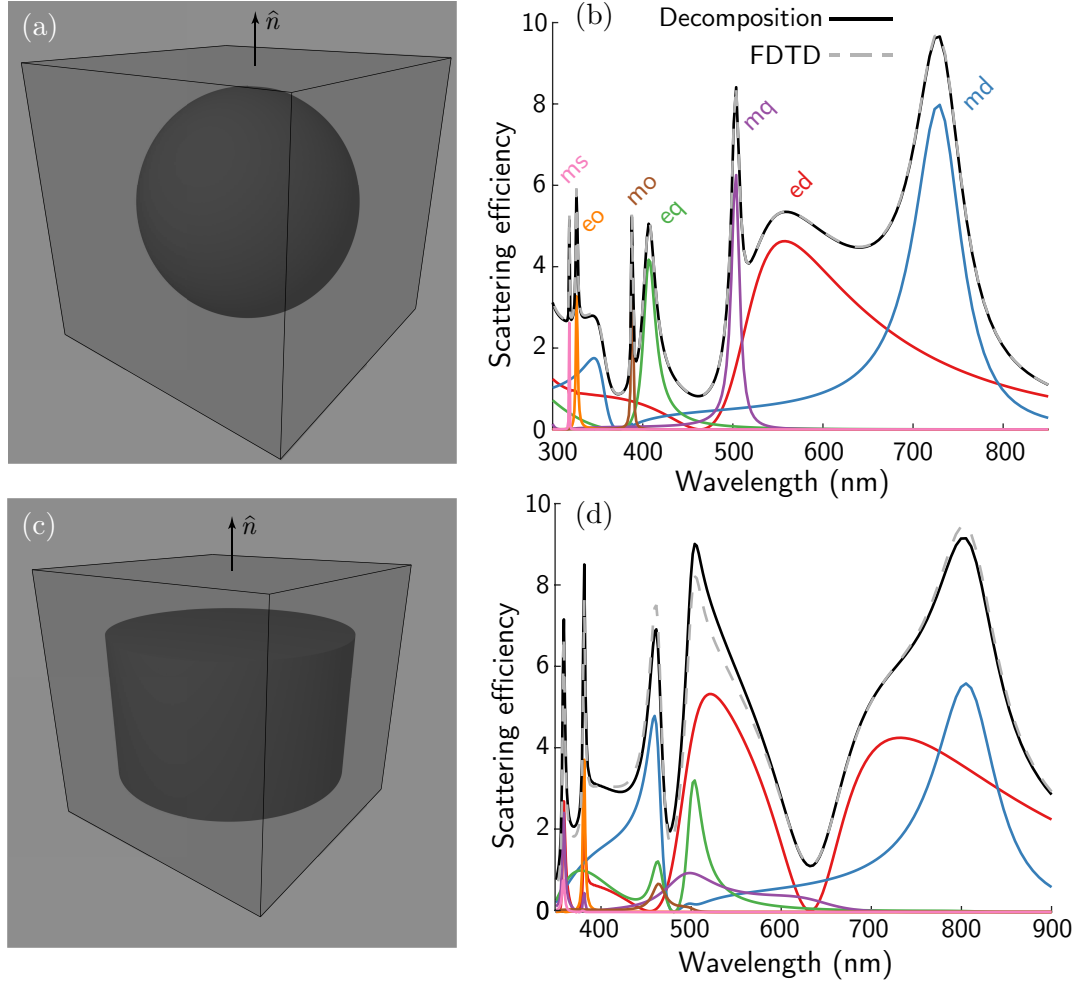 (a)
n̂
(b)
Decomposition
FDTD
10
8
6
4
2
0
Scattering efficiency
ms
eo
mo
eq
mq
ed
md
300
400
500
600
700
800
Wavelength (nm)
(c)
n̂
(d)
10
8
6
4
2
0
Scattering efficiency
400
500
600
700
800
900
Wavelength (nm)